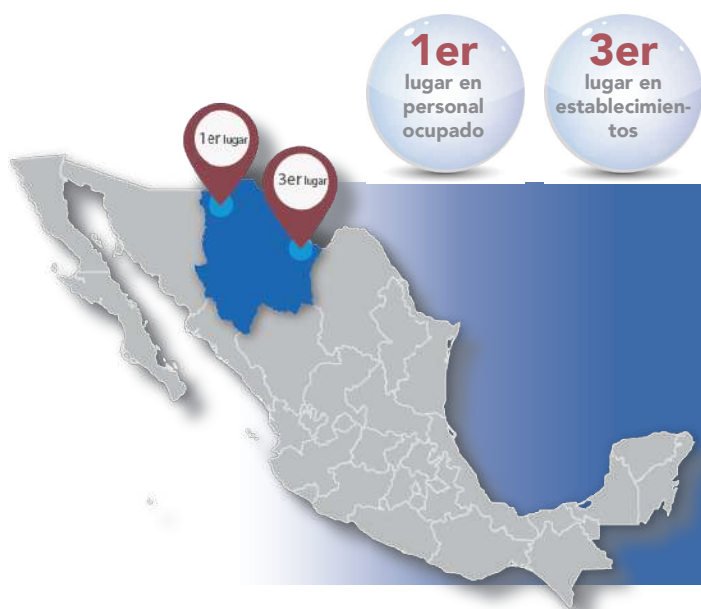 1er
lugar en
personal
ocupado
3er
lugar en
establecimien-
tos
1er lugar
3er lugar